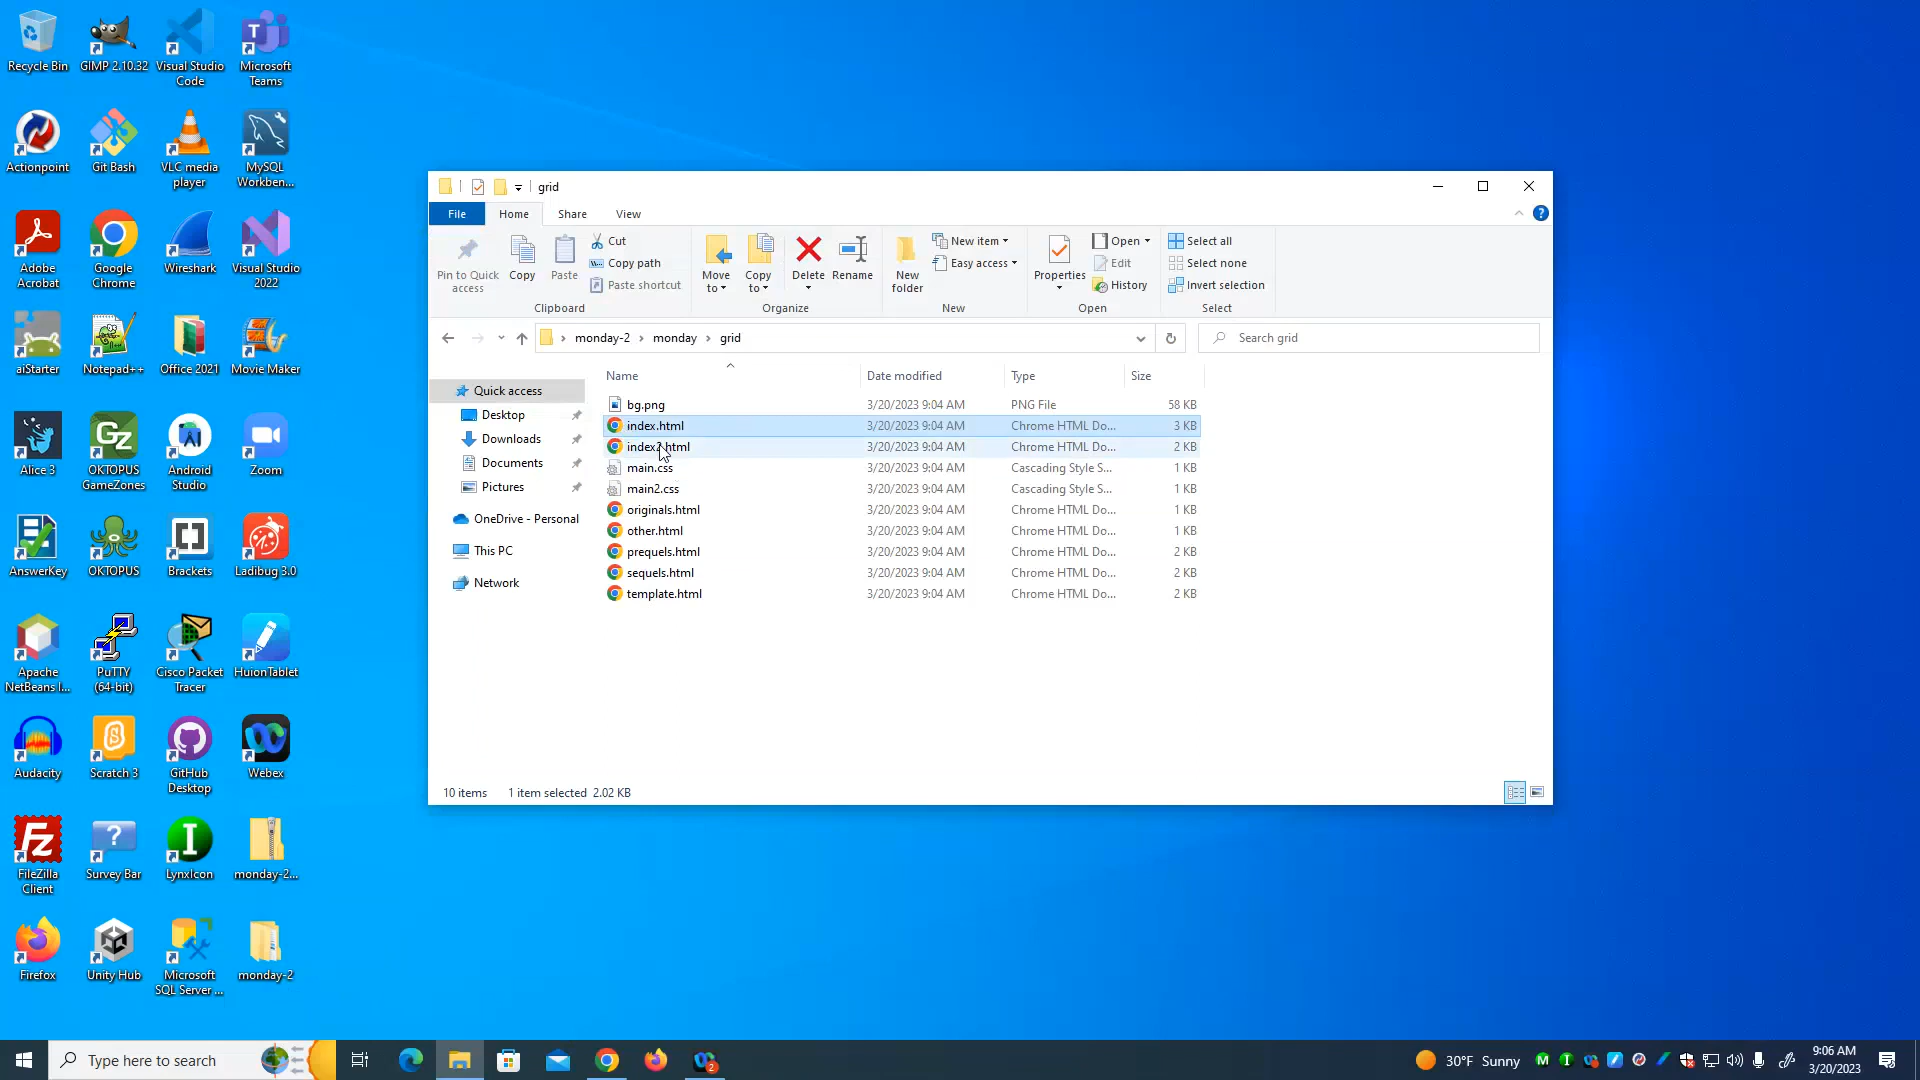 Recycle Bin
GIMP 2.10.32
Visual Studio
Code
Microsoft
Teams
Actionpoint
Git Bash
VLC media
player
MySQL
Workben...
Adobe
Acrobat
Google
Chrome
Wireshark
Visual Studio
2022
aiStarter
Notepad++
Office 2021
Movie Maker
Alice 3
OKTOPUS
GameZones
Android
Studio
Zoom
AnswerKey
OKTOPUS
Brackets
Ladibug 3.0
Apache
NetBeans I...
PuTTY
(64-bit)
Cisco Packet
Tracer
HuionTablet
Audacity
Scratch 3
GitHub
Desktop
Webex
FileZilla
Client
Survey Bar
LynxIcon
monday-2...
Firefox
Unity Hub
Microsoft
SQL Server ...
monday-2
grid
File Home Share View
Pin to Quick
access
Copy
Paste
Cut
Copy path
Paste shortcut
Clipboard
Move
to
Copy
to
Delete
Rename
Organize
New
folder
New item
Easy access
New
Properties
Open
Edit
History
Open
Select all
Select none
Invert selection
Select
monday-2 monday grid
Search grid
Quick access
Desktop
Downloads
Documents
Pictures
OneDrive - Personal
This PC
Network
Name Date modified Type Size
bg.png 3/20/2023 9:04 AM PNG File 58 KB
index.html 3/20/2023 9:04 AM Chrome HTML Do... 3 KB
index2.html 3/20/2023 9:04 AM Chrome HTML Do... 2 KB
main.css 3/20/2023 9:04 AM Cascading Style S... 1 KB
main2.css 3/20/2023 9:04 AM Cascading Style S... 1 KB
originals.html 3/20/2023 9:04 AM Chrome HTML Do... 1 KB
other.html 3/20/2023 9:04 AM Chrome HTML Do... 1 KB
prequels.html 3/20/2023 9:04 AM Chrome HTML Do... 2 KB
sequels.html 3/20/2023 9:04 AM Chrome HTML Do... 2 KB
template.html 3/20/2023 9:04 AM Chrome HTML Do... 2 KB
10 items 1 item selected 2.02 KB
Type here to search
2
30°F Sunny
9:06 AM
3/20/2023